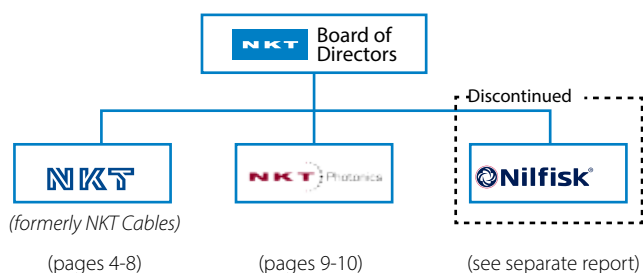 NKT Board of
Directors
Discontinued
NKT
NKT Photonics
Nilfisk®
(formerly NKT Cables)
(pages 4-8)
(pages 9-10)
(see separate report)